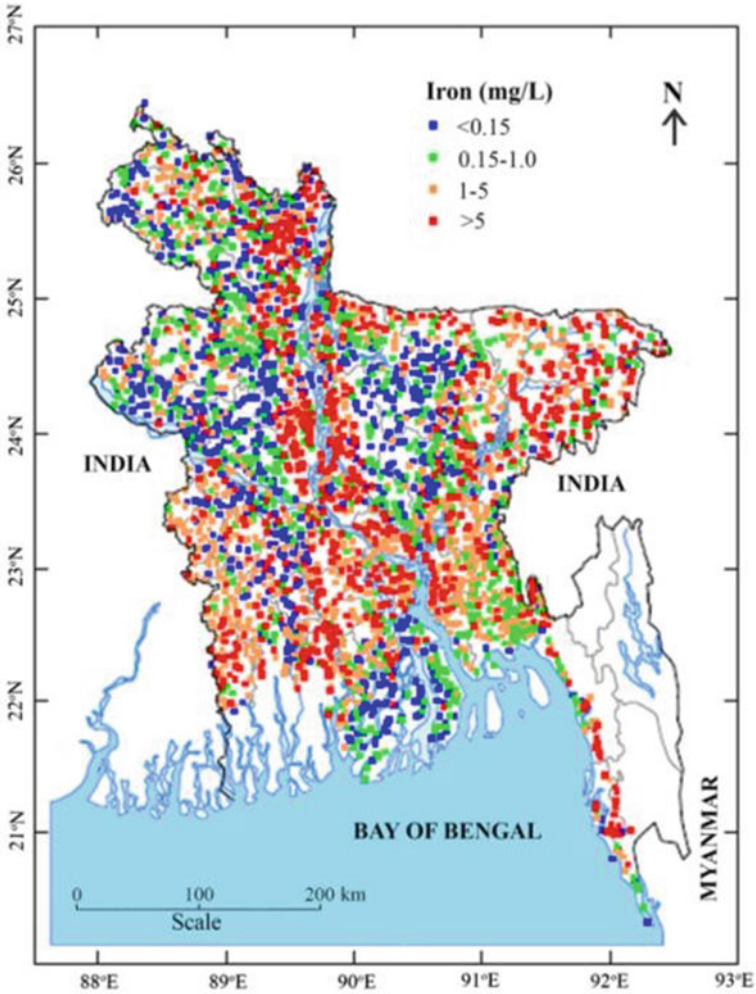 27°N
26°N
25°N
24°N
23°N
22°N
21°N
Iron (mg/L)
<0.15
0.15-1.0
1-5
>5
N
INDIA
INDIA
MYANMAR
BAY OF BENGAL
0 100 200 km
Scale
88°E 89°E 90°E 91°E 92°E 93°E